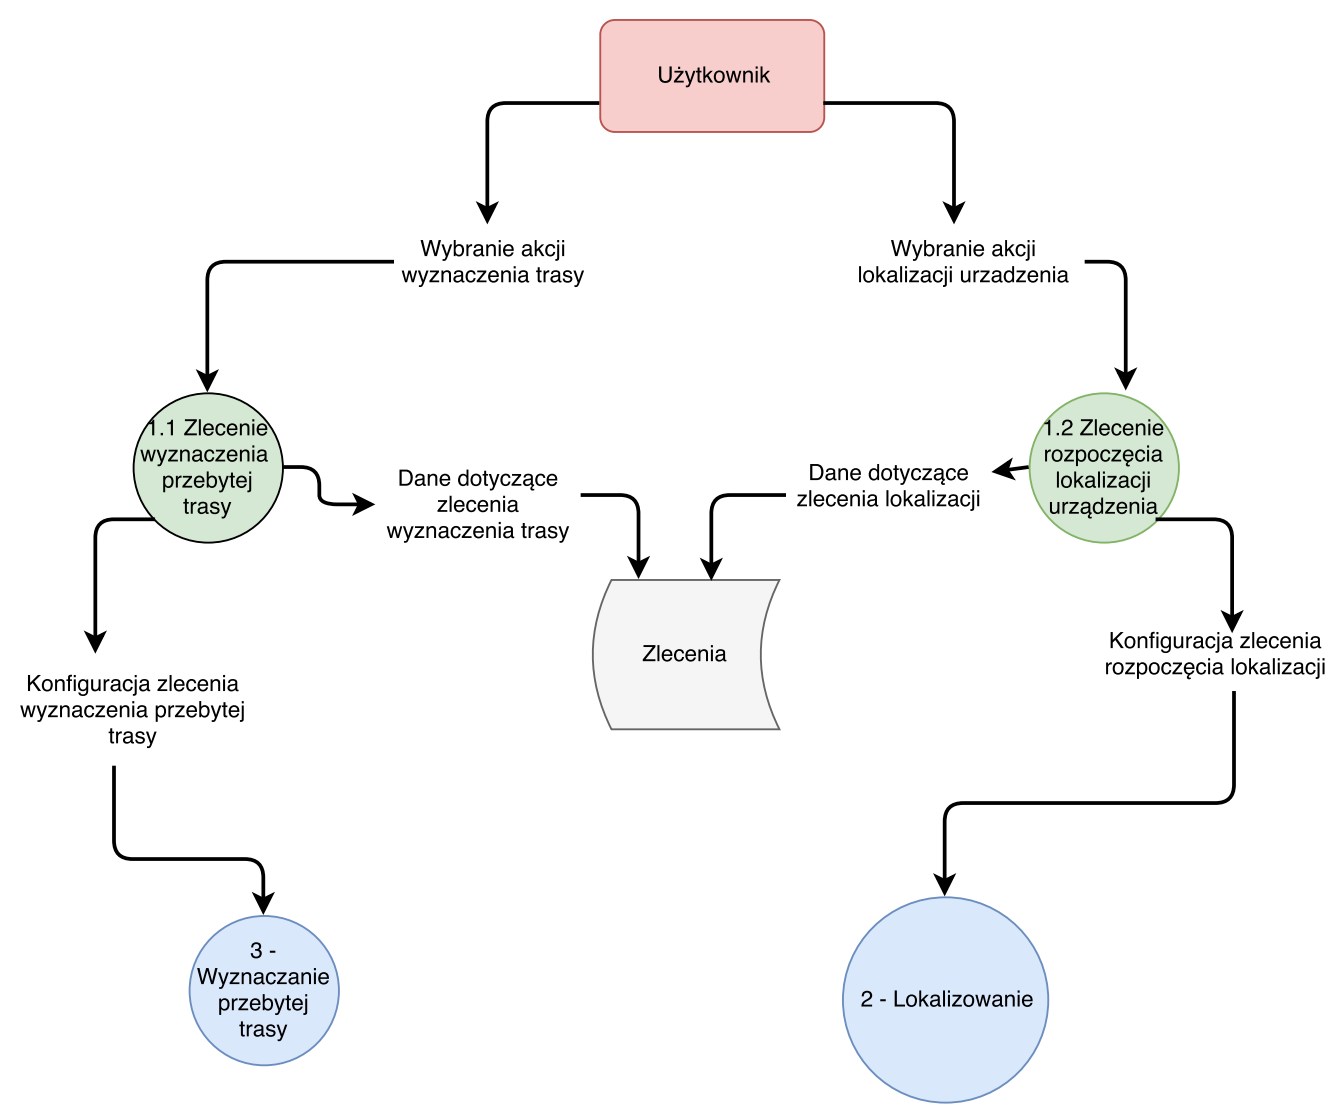 Użytkownik
Wybranie akcji
wyznaczenia trasy
Wybranie akcji
lokalizacji urzadzenia
1.1 Zlecenie
wyznaczenia
przebytej
trasy
Dane dotyczące
zlecenia
wyznaczenia trasy
Dane dotyczące
zlecenia lokalizacji
1.2 Zlecenie
rozpoczęcia
lokalizacji
urządzenia
Zlecenia
Konfiguracja zlecenia
wyznaczenia przebytej
trasy
Konfiguracja zlecenia
rozpoczęcia lokalizacji
3 -
Wyznaczanie
przebytej
trasy
2 - Lokalizowanie